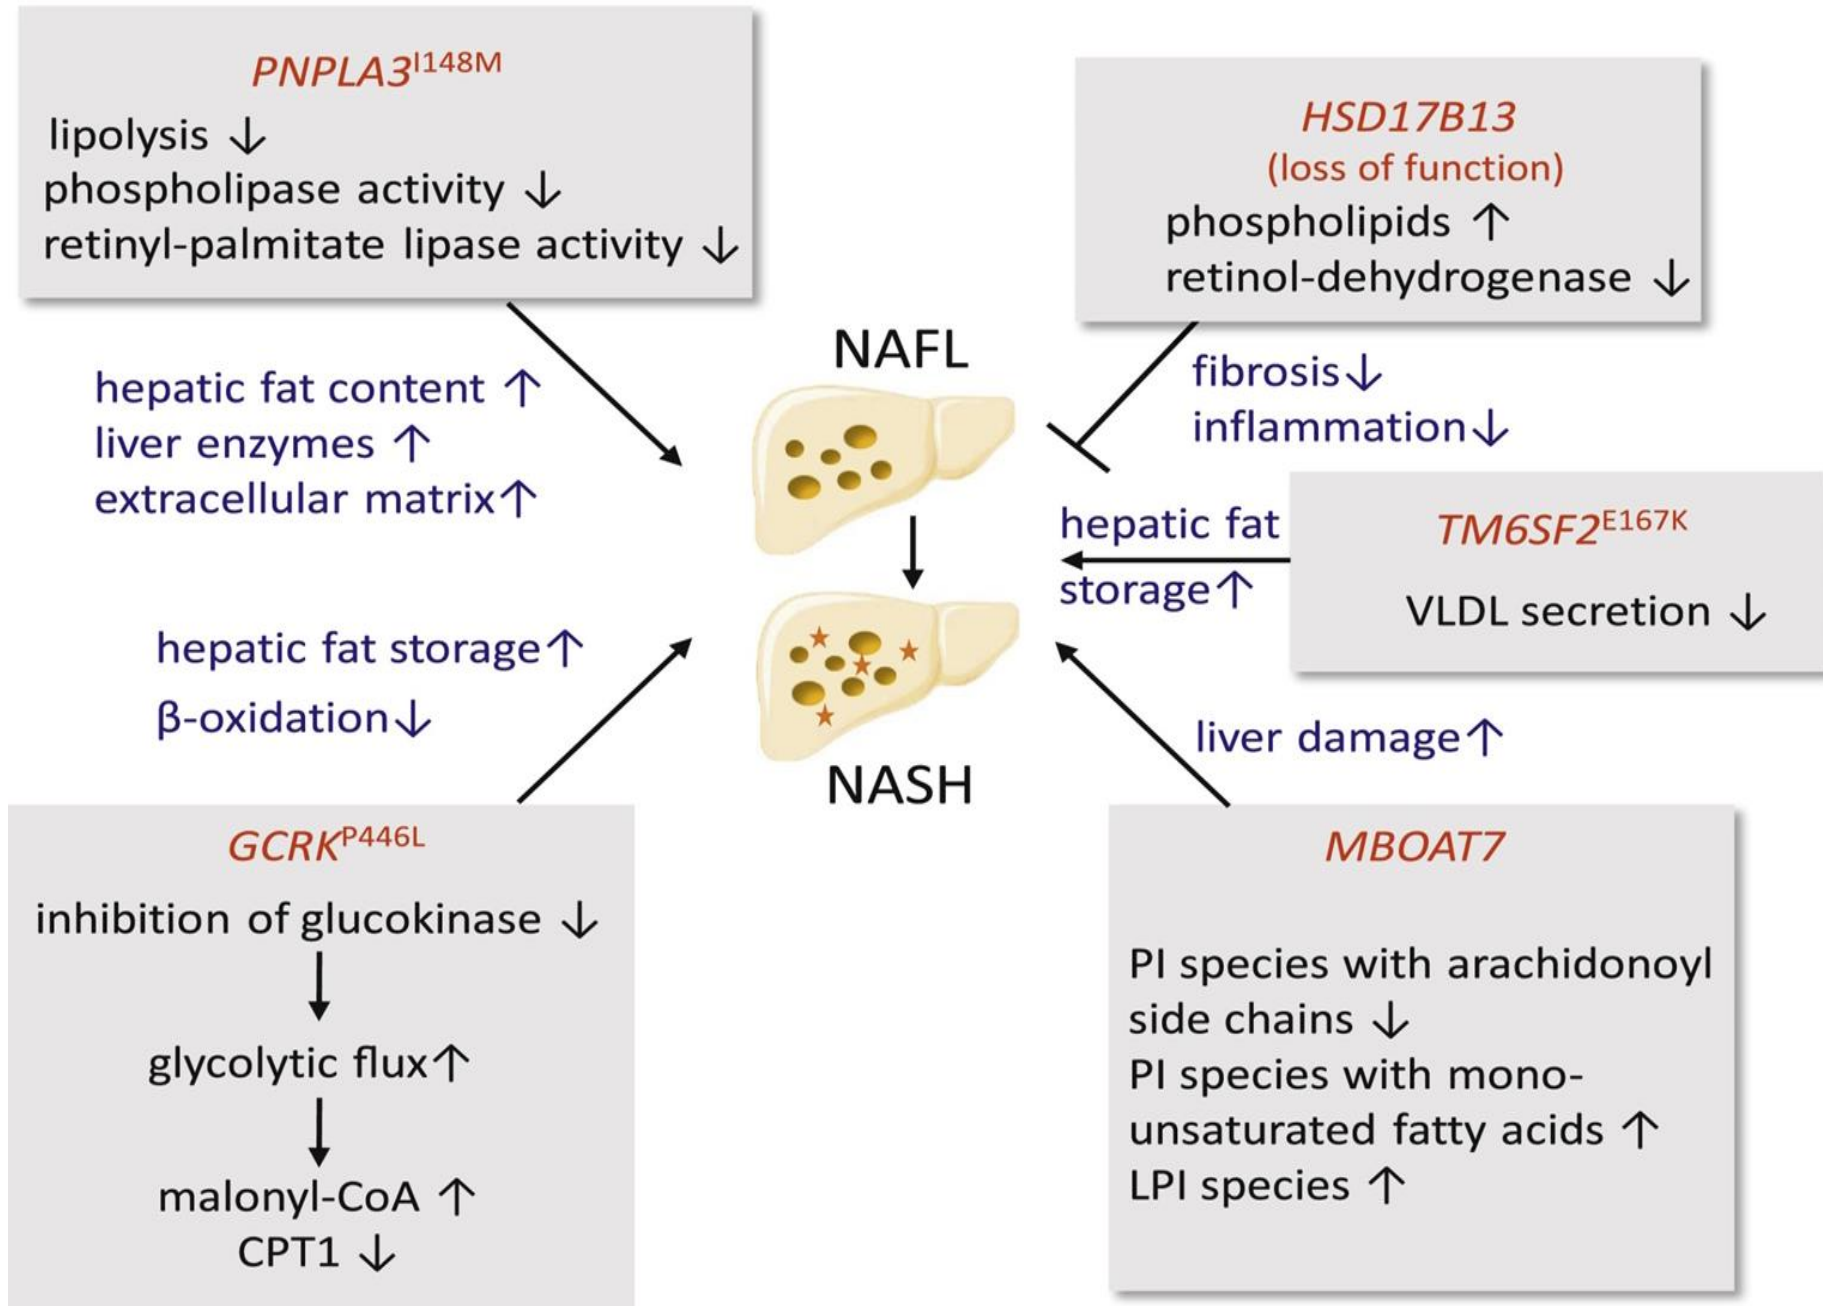 PNPLA3I148M
lipolysis ↓
phospholipase activity ↓
retinyl-palmitate lipase activity ↓
hepatic fat content ↑
liver enzymes ↑
extracellular matrix↑
HSD17B13
(loss of function)
phospholipids ↑
retinol-dehydrogenase ↓
fibrosis↓
inflammation↓
NAFL
NASH
hepatic fat
storage↑
TM6SF2E167K
VLDL secretion ↓
hepatic fat storage↑
β-oxidation↓
GCRKP446L
inhibition of glucokinase ↓
glycolytic flux↑
malonyl-CoA ↑
CPT1 ↓
liver damage↑
MBOAT7
PI species with arachidonoyl
side chains ↓
PI species with mono-
unsaturated fatty acids ↑
LPI species ↑